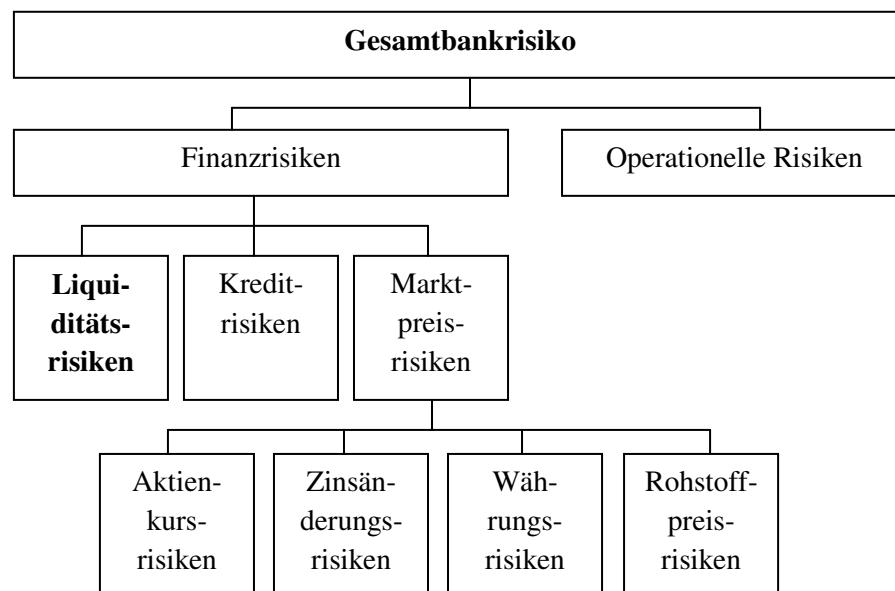 Gesamtbankrisiko
Finanzrisiken
Operationelle Risiken
Liqui-
ditäts-
risiken
Kredit-
risiken
Markt-
preis-
risiken
Aktien-
kurs-
risiken
Zinsän-
derungs-
risiken
Wäh-
rungs-
risiken
Rohstoff-
preis-
risiken